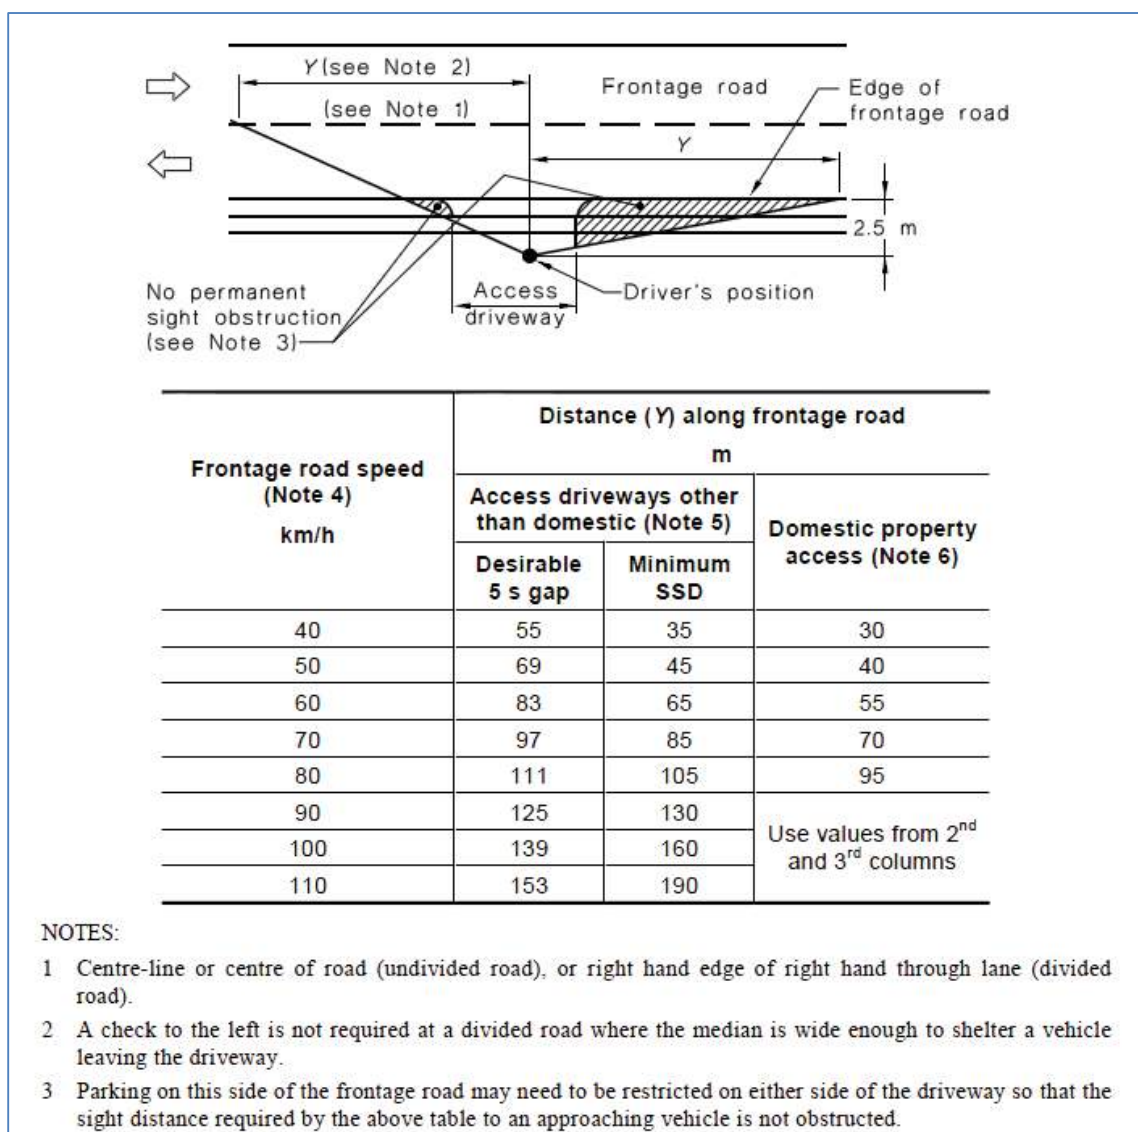 Y (see Note 2)
(see Note 1)
Frontage road
Edge of
frontage road
Y
2.5 m
No permanent
sight obstruction
(see Note 3)
Access
driveway
Driver's position
Distance (Y) along frontage road
m
Frontage road speed
(Note 4)
km/h
Access driveways other
than domestic (Note 5)
Domestic property
access (Note 6)
Desirable
5 s gap
Minimum
SSD
40 55 35 30
50 69 45 40
60 83 65 55
70 97 85 70
80 111 105 95
90 125 130
100 139 160
110 153 190
Use values from 2nd
and 3rd columns
NOTES:
1 Centre-line or centre of road (undivided road), or right hand edge of right hand through lane (divided
road).
2 A check to the left is not required at a divided road where the median is wide enough to shelter a vehicle
leaving the driveway.
3 Parking on this side of the frontage road may need to be restricted on either side of the driveway so that the
sight distance required by the above table to an approaching vehicle is not obstructed.